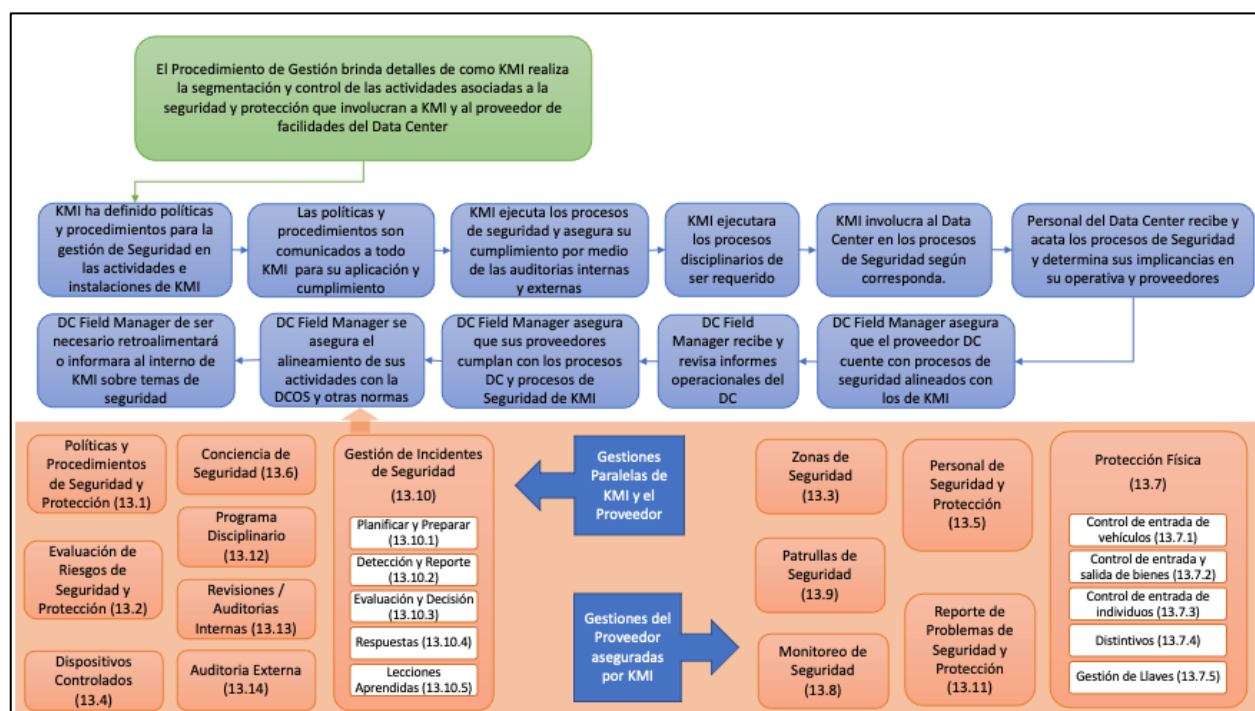 El Procedimiento de Gestión brinda detalles de como KMI realiza
la segmentación y control de las actividades asociadas a la
seguridad y protección que involucran a KMI y al proveedor de
facilidades del Data Center
KMI ha definido políticas
y procedimientos para la
gestión de Seguridad en
las actividades e
instalaciones de KMI
Las políticas y
procedimientos son
comunicados a todo
KMI para su aplicación y
cumplimiento
KMI ejecuta los procesos
de seguridad y asegura su
cumplimiento por medio
de las auditorias internas
y externas
KMI ejecutara
los procesos
disciplinarios de
ser requerido
KMI involucra al Data
Center en los procesos
de Seguridad según
corresponda.
Personal del Data Center recibe y
acata los procesos de Seguridad
y determina sus implicancias en
su operativa y proveedores
DC Field Manager de ser
necesario retroalimentará
o informara al interno de
KMI sobre temas de
seguridad
DC Field Manager se
asegura el
alineamiento de sus
actividades con la
DCOS y otras normas
DC Field Manager asegura
que sus proveedores
cumplan con los procesos
DC y procesos de
Seguridad de KMI
DC Field
Manager recibe y
revisa informes
operacionales del
DC
DC Field Manager asegura
que el proveedor DC
cuente con procesos de
seguridad alineados con
los de KMI
Políticas y
Procedimientos
de Seguridad y
Protección (13.1)
Evaluación de
Riesgos de
Seguridad y
Protección (13.2)
Dispositivos
Controlados
(13.4)
Conciencia de
Seguridad (13.6)
Programa
Disciplinario
(13.12)
Revisiones /
Auditorias
Internas (13.13)
Auditoria Externa
(13.14)
Gestión de Incidentes
de Seguridad
(13.10)
Planificar y Preparar
(13.10.1)
Detección y Reporte
(13.10.2)
Evaluación y Decisión
(13.10.3)
Respuestas (13.10.4)
Lecciones
Aprendidas (13.10.5)
Gestiones
Paralelas de
KMI y el
Proveedor
Gestiones del
Proveedor
aseguradas
por KMI
Zonas de
Seguridad
(13.3)
Patrullas de
Seguridad
(13.9)
Monitoreo de
Seguridad
(13.8)
Personal de
Seguridad y
Protección
(13.5)
Reporte de
Problemas de
Seguridad y
Protección
(13.11)
Protección Física
(13.7)
Control de entrada de
vehículos (13.7.1)
Control de entrada y
salida de bienes (13.7.2)
Control de entrada de
individuos (13.7.3)
Distintivos (13.7.4)
Gestión de Llaves (13.7.5)